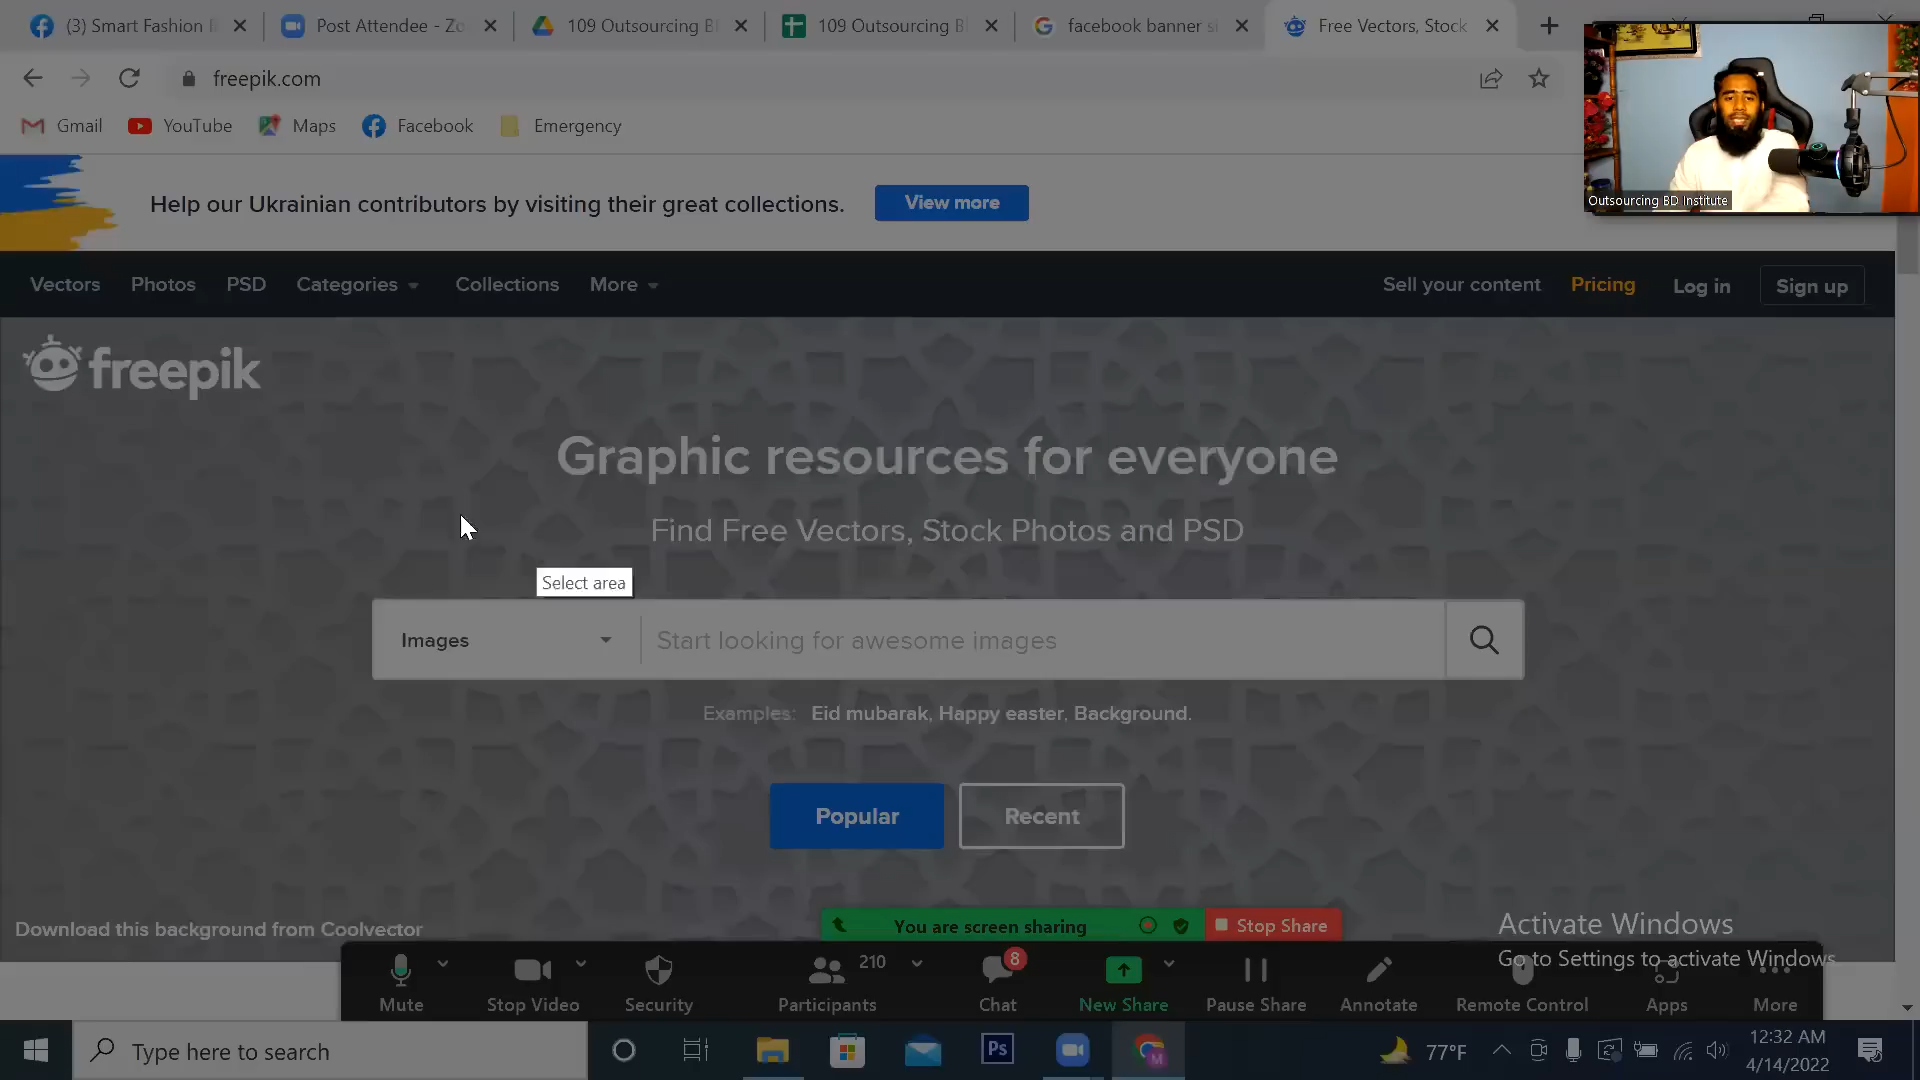 (3) Smart Fashion
Post Attendee - Zo
109 Outsourcing B
109 Outsourcing B
facebook banner si
Free Vectors, Stock
freepik.com
Gmail
YouTube
Maps
Facebook
Emergency
Outsourcing BD Institute
Help our Ukrainian contributors by visiting their great collections.
View more
Vectors
Photos
PSD
Categories
Collections
More
Sell your content
Pricing
Log in
Sign up
freepik
Graphic resources for everyone
Find Free Vectors, Stock Photos and PSD
Select area
Images
Start looking for awesome images
Examples: Eid mubarak, Happy easter, Background.
Popular
Recent
Download this background from Coolvector
You are screen sharing
Stop Share
Activate Windows
Go to Settings to activate Windows
210
8
Mute
Stop Video
Security
Participants
Chat
New Share
Pause Share
Annotate
Remote Control
Apps
More
Type here to search
Ps
M
77°F
12:32 AM
4/14/2022